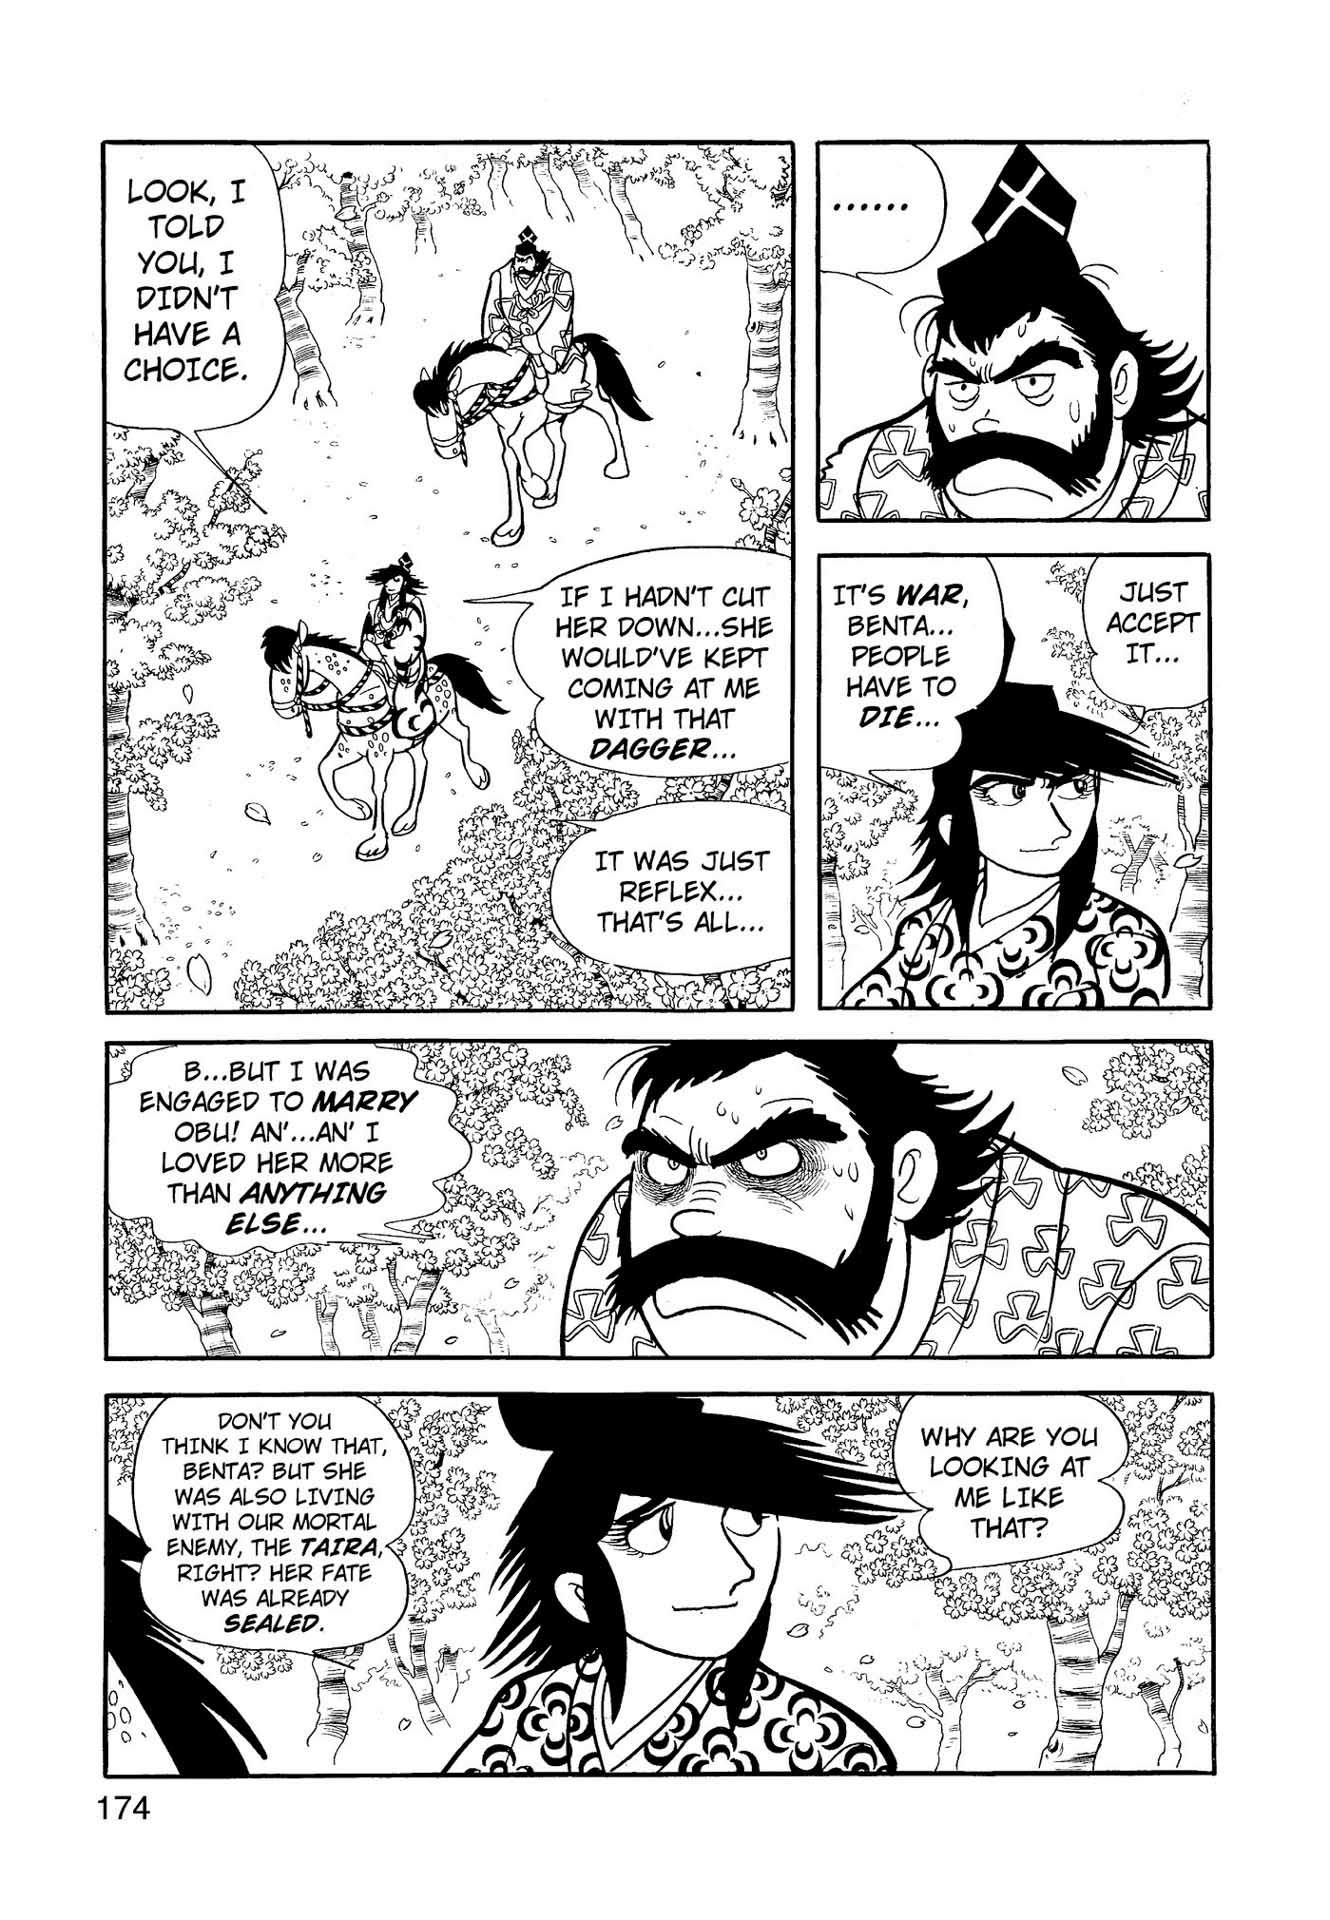 LOOK, I
TOLD
YOU, I
DIDN'T
HAVE A
CHOICE.
IF I HADN'T CUT
HER DOWN...SHE
WOULD'VE KEPT
COMING AT ME
WITH THAT
DAGGER...
IT WAS JUST
REFLEX...
THAT'S ALL...
......
IT'S WAR,
BENTA...
PEOPLE
HAVE TO
DIE...
JUST
ACCEPT
IT...
B...BUT I WAS
ENGAGED TO MARRY
OBU! AN'...AN' I
LOVED HER MORE
THAN ANYTHING
ELSE...
DON'T YOU
THINK I KNOW THAT,
BENTA? BUT SHE
WAS ALSO LIVING
WITH OUR MORTAL
ENEMY, THE TAIRA,
RIGHT? HER FATE
WAS ALREADY
SEALED.
WHY ARE YOU
LOOKING AT
ME LIKE
THAT?
174